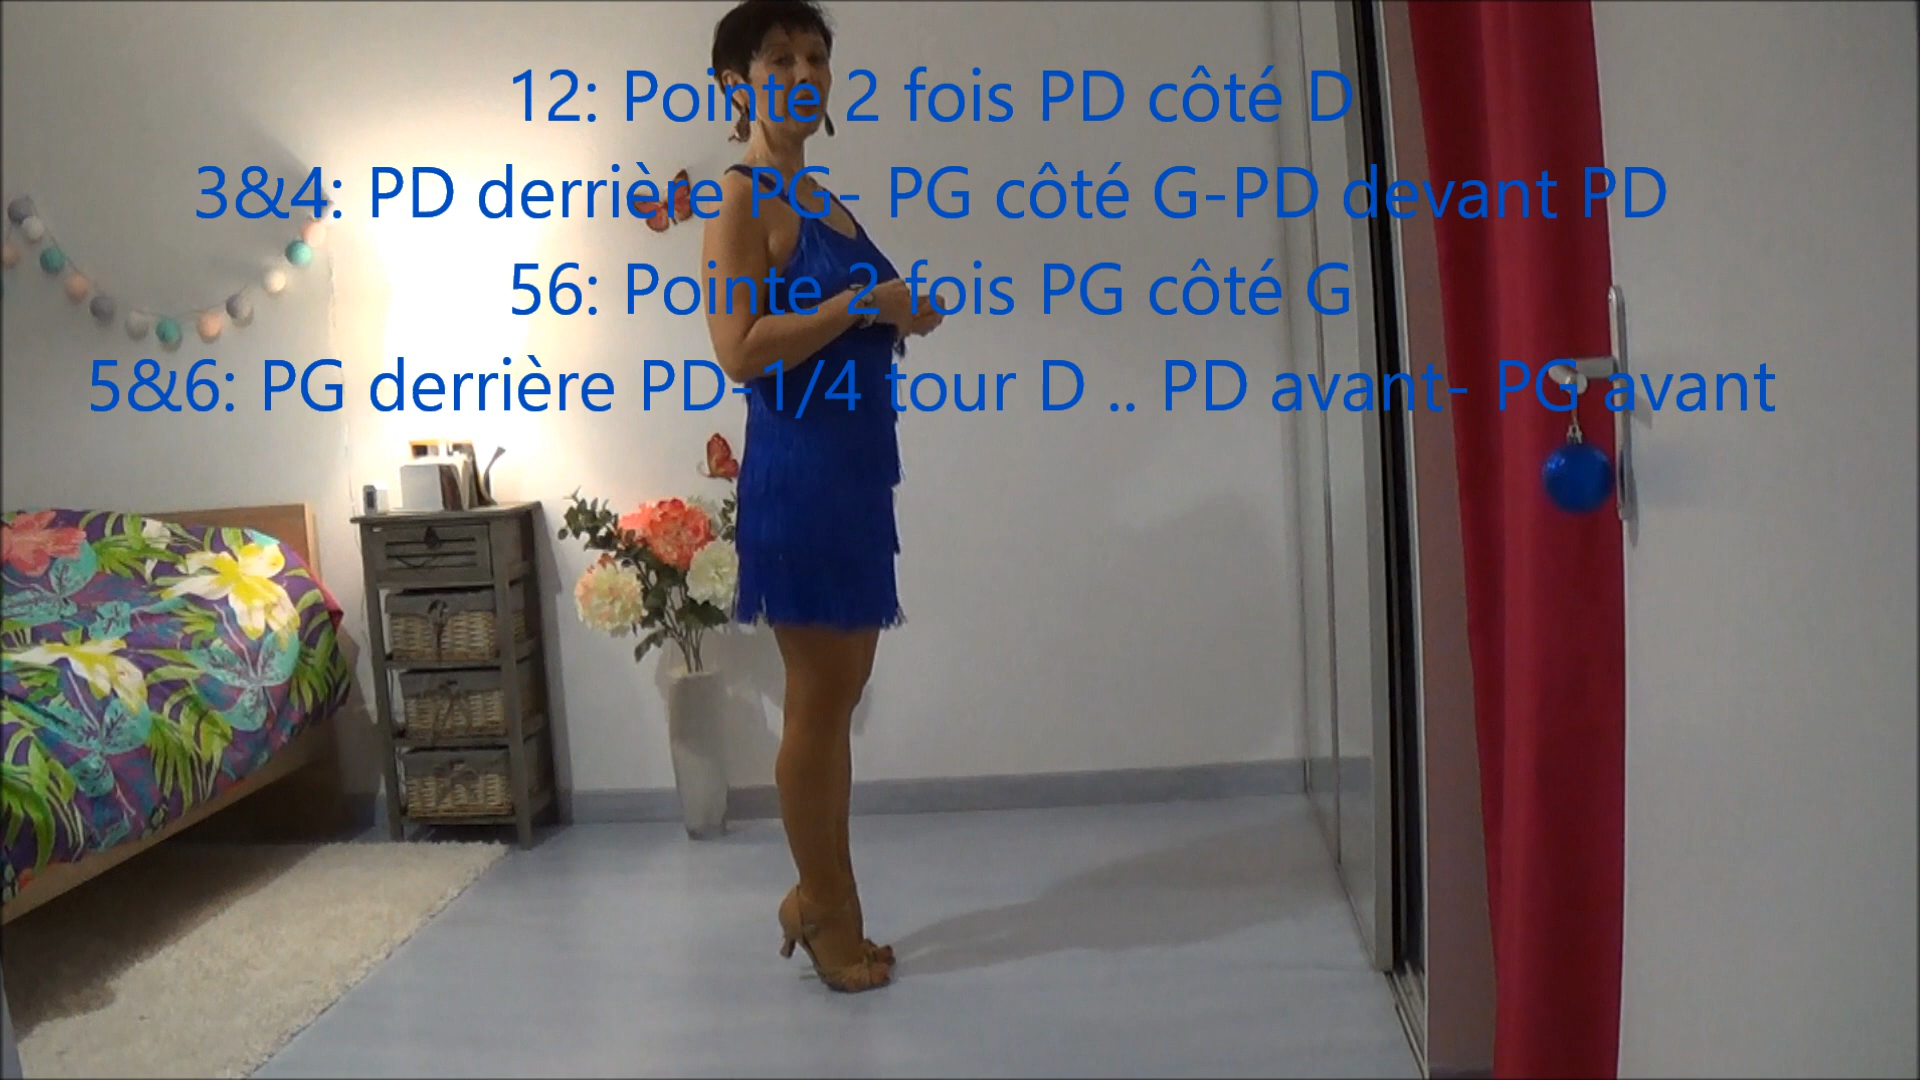 12: Pointe 2 fois PD côté D
3&4: PD derrière PG- PG côté G-PD devant PD
56: Pointe 2 fois PG côté G
5&6: PG derrière PD-1/4 tour D .. PD avant- PG avant